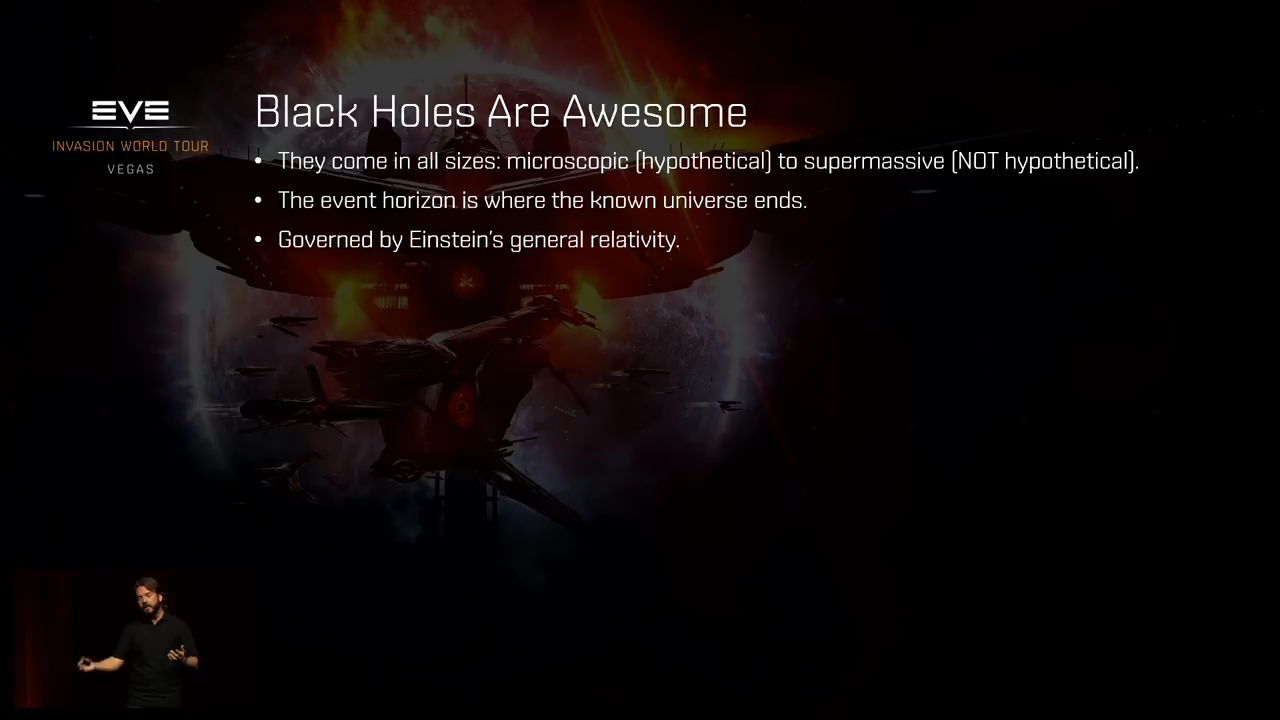 EVE
INVASION WORLD TOUR
VEGAS
Black Holes Are Awesome
• They come in all sizes: microscopic (hypothetical) to supermassive (NOT hypothetical).
• The event horizon is where the known universe ends.
• Governed by Einstein's general relativity.